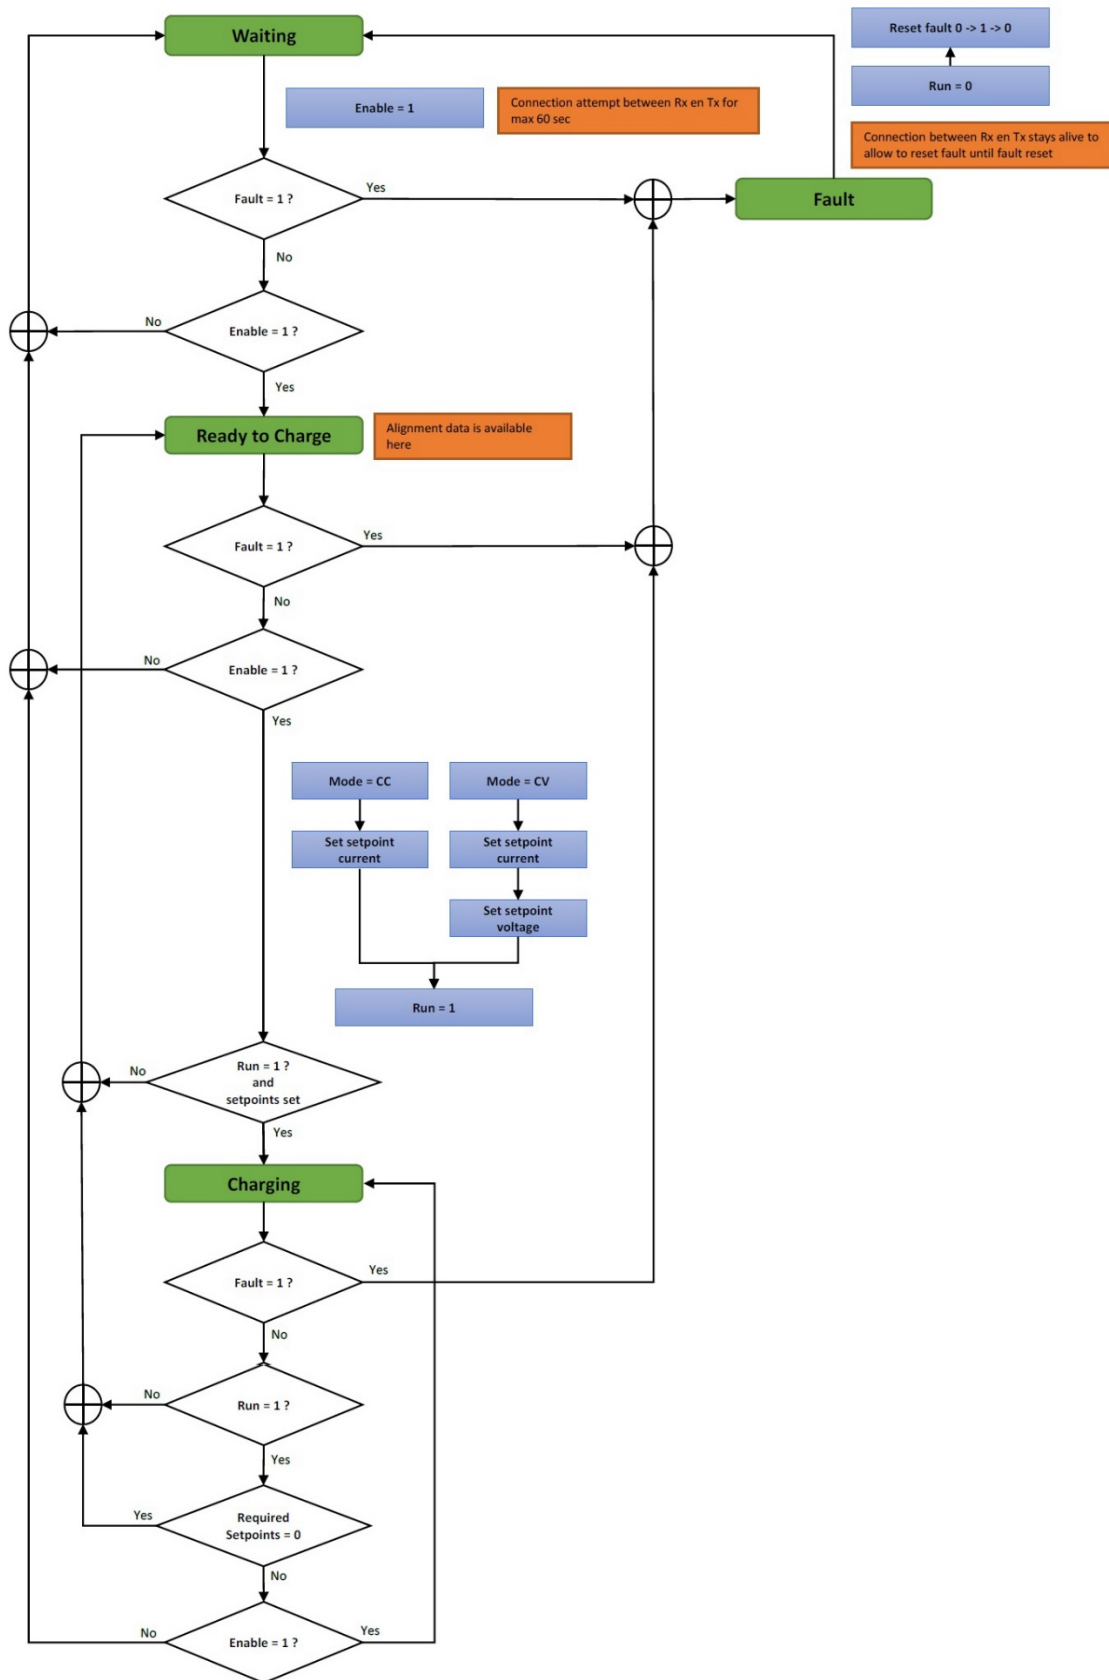 Waiting
Reset fault 0 -> 1 -> 0
Run = 0
Enable = 1
Connection attempt between Rx en Tx for
max 60 sec
Connection between Rx en Tx stays alive to
allow to reset fault until fault reset
Fault = 1 ?
Yes
Fault
No
Enable = 1 ?
No
Yes
Ready to Charge
Alignment data is available
here
Fault = 1 ?
Yes
No
Enable = 1 ?
No
Yes
Mode = CC
Mode = CV
Set setpoint
current
Set setpoint
current
Set setpoint
voltage
Run = 1
Run = 1 ?
and
setpoints set
No
Yes
Charging
Fault = 1 ?
Yes
No
Run = 1 ?
No
Yes
Required
Setpoints = 0
Yes
No
Enable = 1 ?
No
Yes